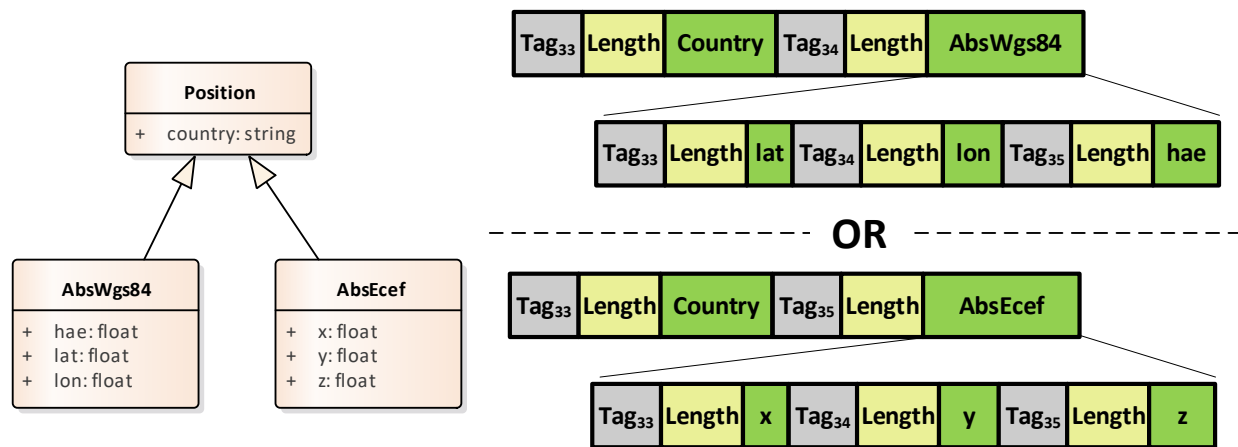 Position
+ country: string
AbsWgs84
+ hae: float
+ lat: float
+ lon: float
AbsEcef
+ x: float
+ y: float
+ z: float
Tag33 Length Country Tag34 Length AbsWgs84
Tag33 Length lat Tag34 Length lon Tag35 Length hae
OR
Tag33 Length Country Tag35 Length AbsEcef
Tag33 Length x Tag34 Length y Tag35 Length z